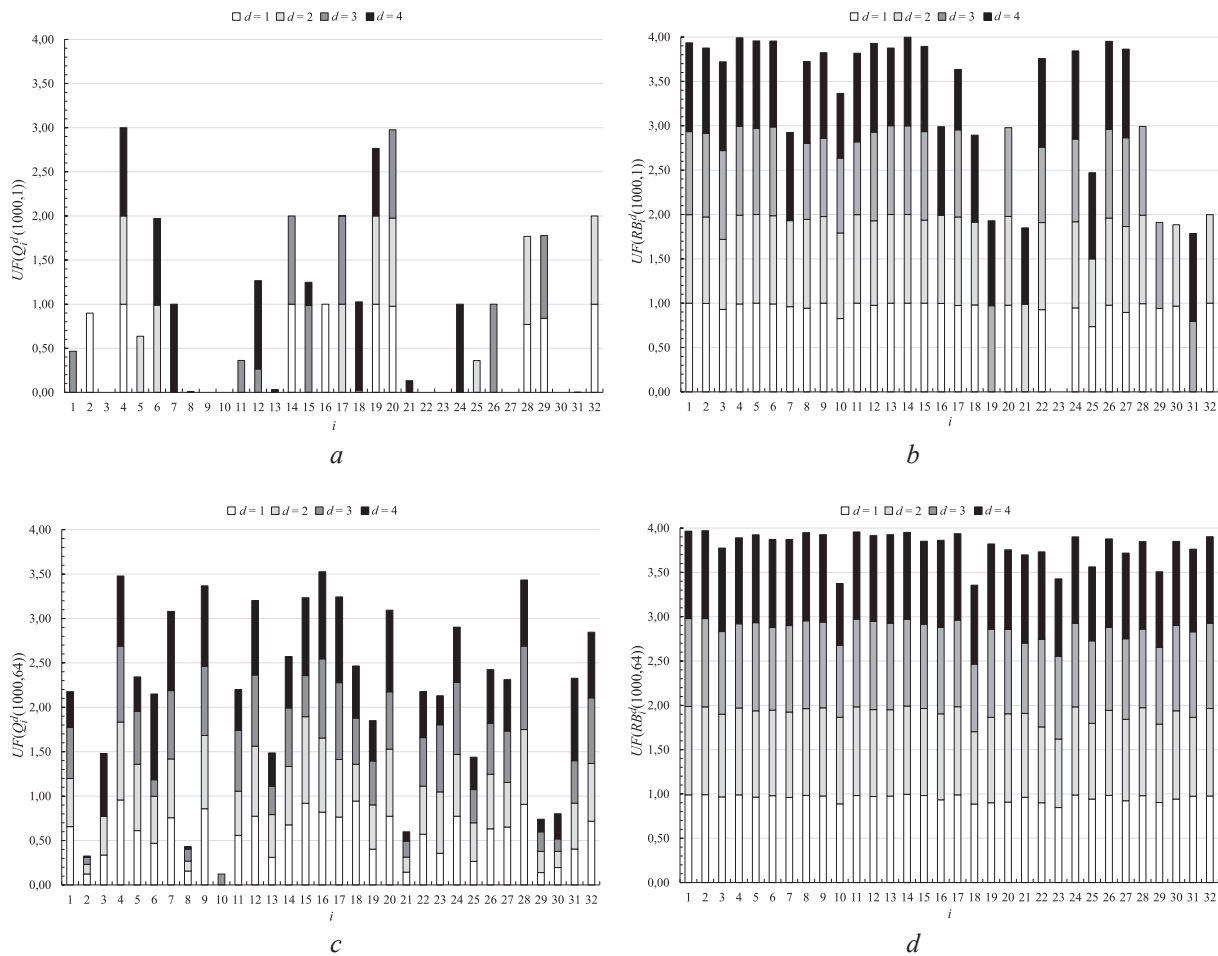 d = 1 d = 2 d = 3 d = 4
4,00
3,50
3,00
2,50
2,00
1,50
1,00
0,50
0,00
UF(Q_i^d(1000,1))
1 2 3 4 5 6 7 8 9 10 11 12 13 14 15 16 17 18 19 20 21 22 23 24 25 26 27 28 29 30 31 32
i
a
d = 1 d = 2 d = 3 d = 4
4,00
3,50
3,00
2,50
2,00
1,50
1,00
0,50
0,00
UF(RB_i^d(1000,1))
1 2 3 4 5 6 7 8 9 10 11 12 13 14 15 16 17 18 19 20 21 22 23 24 25 26 27 28 29 30 31 32
i
b
d = 1 d = 2 d = 3 d = 4
4,00
3,50
3,00
2,50
2,00
1,50
1,00
0,50
0,00
UF(Q_i^d(1000,64))
1 2 3 4 5 6 7 8 9 10 11 12 13 14 15 16 17 18 19 20 21 22 23 24 25 26 27 28 29 30 31 32
i
c
d = 1 d = 2 d = 3 d = 4
4,00
3,50
3,00
2,50
2,00
1,50
1,00
0,50
0,00
UF(RB_i^d(1000,64))
1 2 3 4 5 6 7 8 9 10 11 12 13 14 15 16 17 18 19 20 21 22 23 24 25 26 27 28 29 30 31 32
i
d